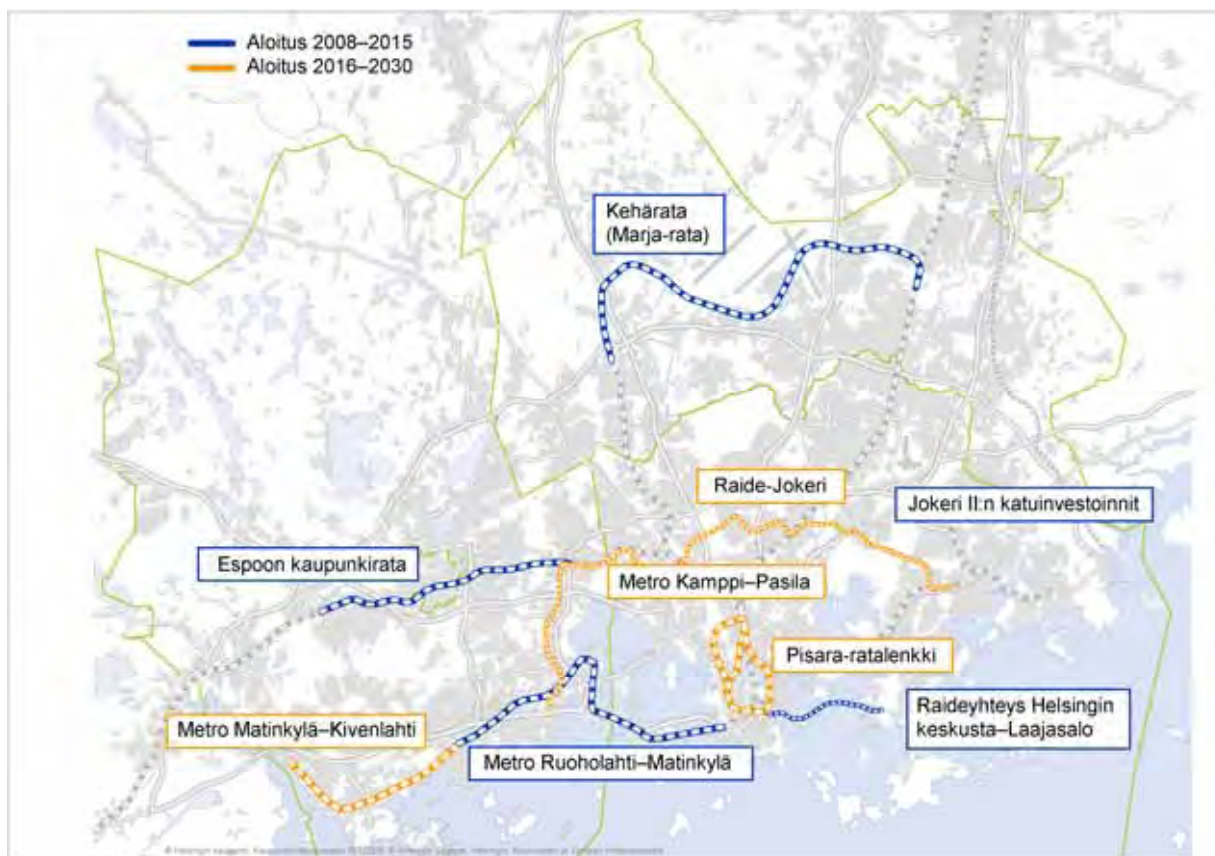 Aloitus 2008–2015
Aloitus 2016–2030
Kehärata
(Marja-rata)
Raide-Jokeri
Jokeri II:n katuinvestoinnit
Espoon kaupunkirata
Metro Kamppi–Pasila
Pisara-ratalenkki
Raideyhteys Helsingin
keskusta–Laajasalo
Metro Matinkylä–Kivenlahti
Metro Ruoholahti–Matinkylä